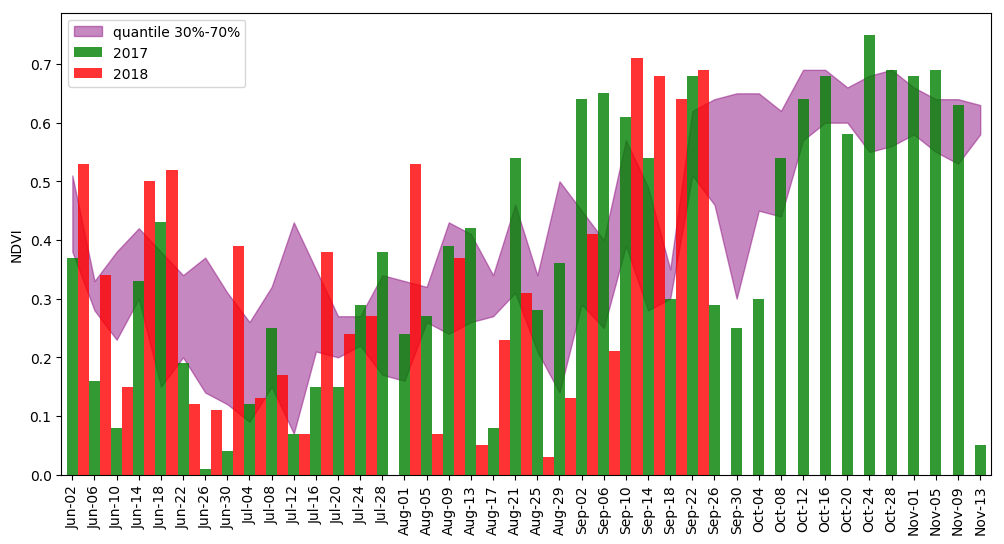 quantile 30%-70%
2017
2018
NDVI
0.7
0.6
0.5
0.4
0.3
0.2
0.1
0.0
Jun-02
Jun-06
Jun-10
Jun-14
Jun-18
Jun-22
Jun-26
Jun-30
Jul-04
Jul-08
Jul-12
Jul-16
Jul-20
Jul-24
Jul-28
Aug-01
Aug-05
Aug-09
Aug-13
Aug-17
Aug-21
Aug-25
Aug-29
Sep-02
Sep-06
Sep-10
Sep-14
Sep-18
Sep-22
Sep-26
Sep-30
Oct-04
Oct-08
Oct-12
Oct-16
Oct-20
Oct-24
Oct-28
Nov-01
Nov-05
Nov-09
Nov-13